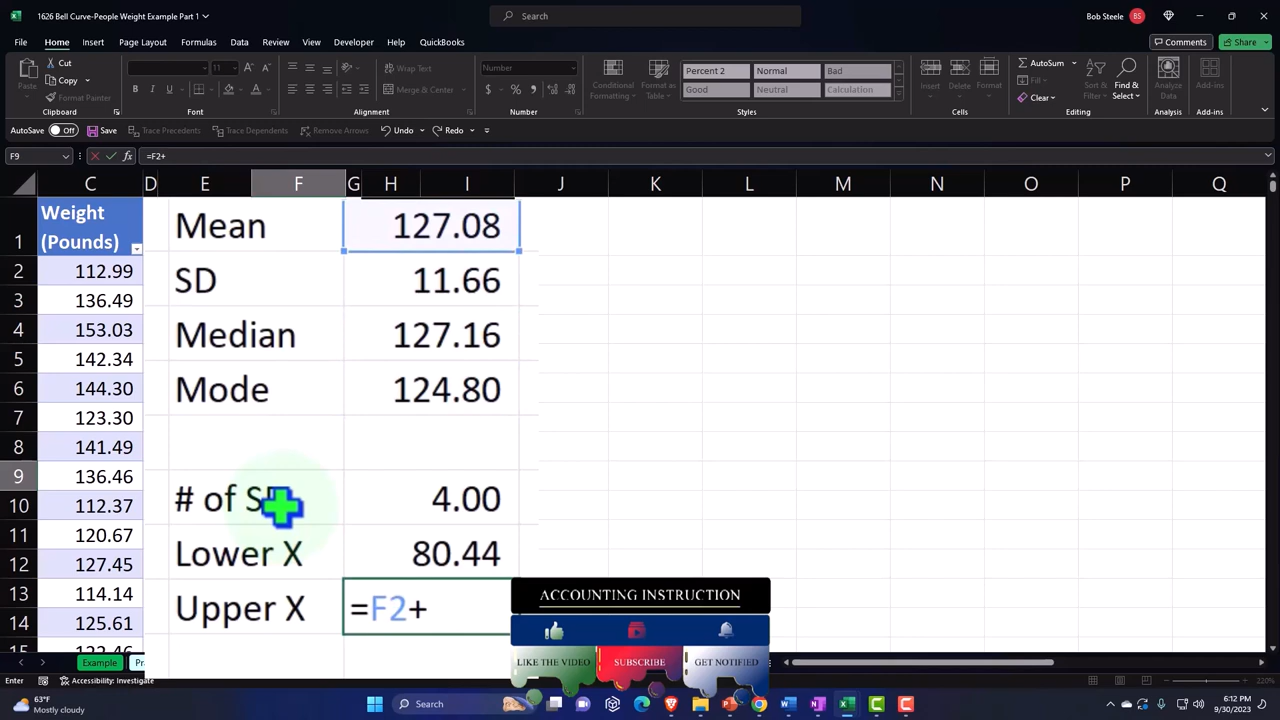 1626 Bell Curve-People Weight Example Part 1
Search
Bob Steele
BS
File Home Insert Page Layout Formulas Data Review View Developer Help QuickBooks
Comments
Share
Paste
Cut
Copy
Format Painter
Clipboard
11
Font
Wrap Text
Merge & Center
Alignment
Number
Number
Conditional Formatting
Format as Table
Percent 2 Normal Bad
Good Neutral Calculation
Styles
Insert Delete Format
Cells
AutoSum
Fill
Clear
Sort & Filter
Find & Select
Editing
Analyze Data
Analysis
Add-ins
Add-ins
AutoSave Off Save Trace Precedents Trace Dependents Remove Arrows Undo Redo
F9 =F2+
C D E F G H I J K L M N O P Q
1 Weight (Pounds)
2 112.99
3 136.49
4 153.03
5 142.34
6 144.30
7 123.30
8 141.49
9 136.46
10 112.37
11 120.67
12 127.45
13 114.14
14 125.61
Mean 127.08
SD 11.66
Median 127.16
Mode 124.80
# of 4.00
Lower X 80.44
Upper X =F2+
ACCOUNTING INSTRUCTION
LIKE THE VIDEO SUBSCRIBE GET NOTIFIED
Example
Enter Accessibility: Investigate 220%
63°F
Mostly cloudy
Search
6:12 PM
9/30/2023